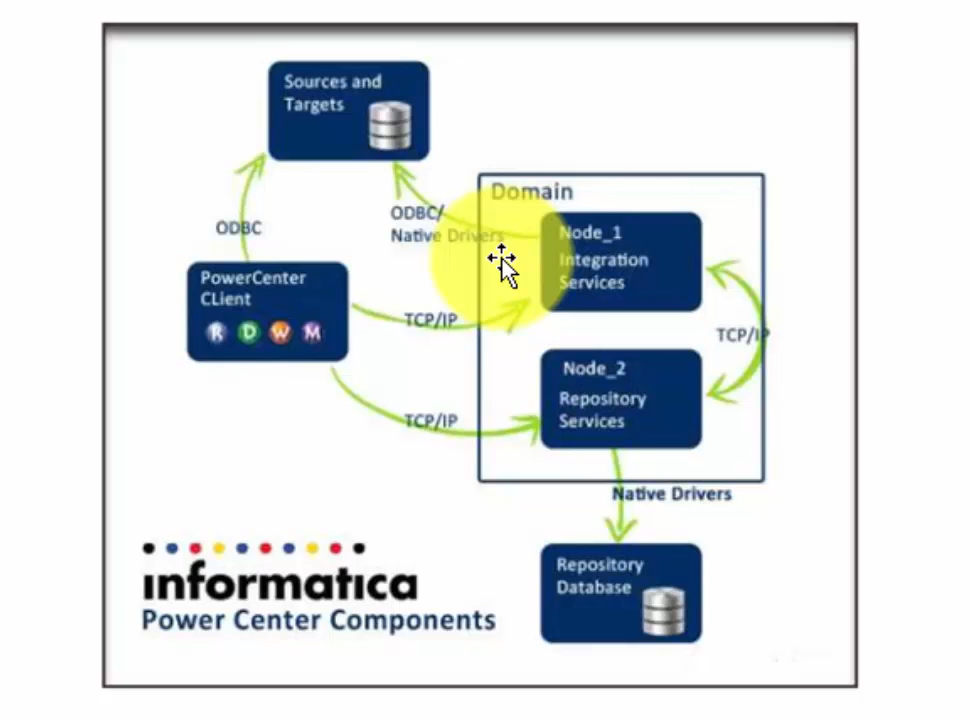 Sources and
Targets
Domain
ODBC/
Native Drivers
ODBC
Node_1
Integration
Services
PowerCenter
CLient
R D W M
TCP/IP
TCP/IP
Node_2
Repository
Services
TCP/IP
Native Drivers
Repository
Database
informatica
Power Center Components